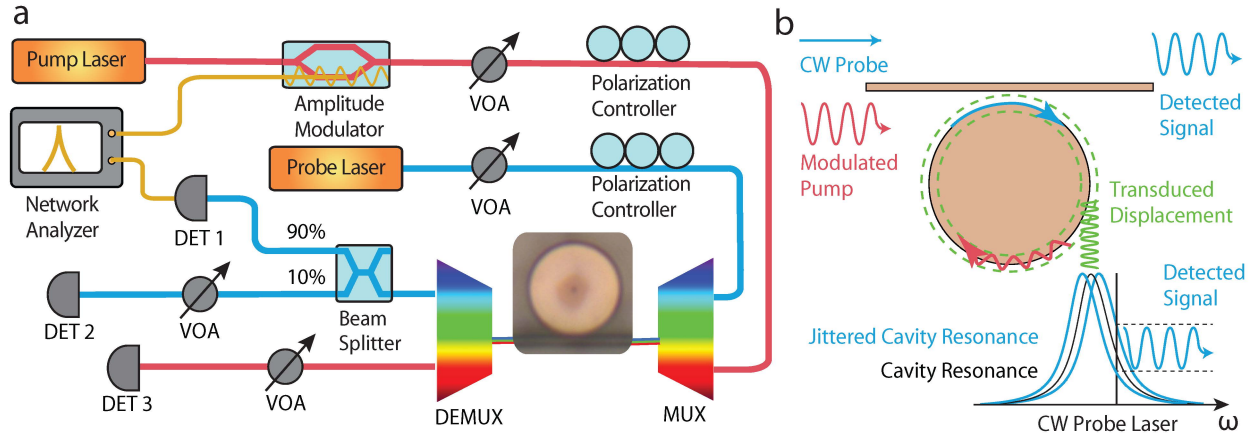 a
Pump Laser
Amplitude
Modulator
VOA
Polarization
Controller
Network
Analyzer
Probe Laser
VOA
Polarization
Controller
DET 1
90%
10%
Beam
Splitter
DET 2
VOA
DET 3
VOA
DEMUX
MUX
b
CW Probe
Detected
Signal
Modulated
Pump
Transduced
Displacement
Detected
Signal
Jittered Cavity Resonance
Cavity Resonance
CW Probe Laser
ω